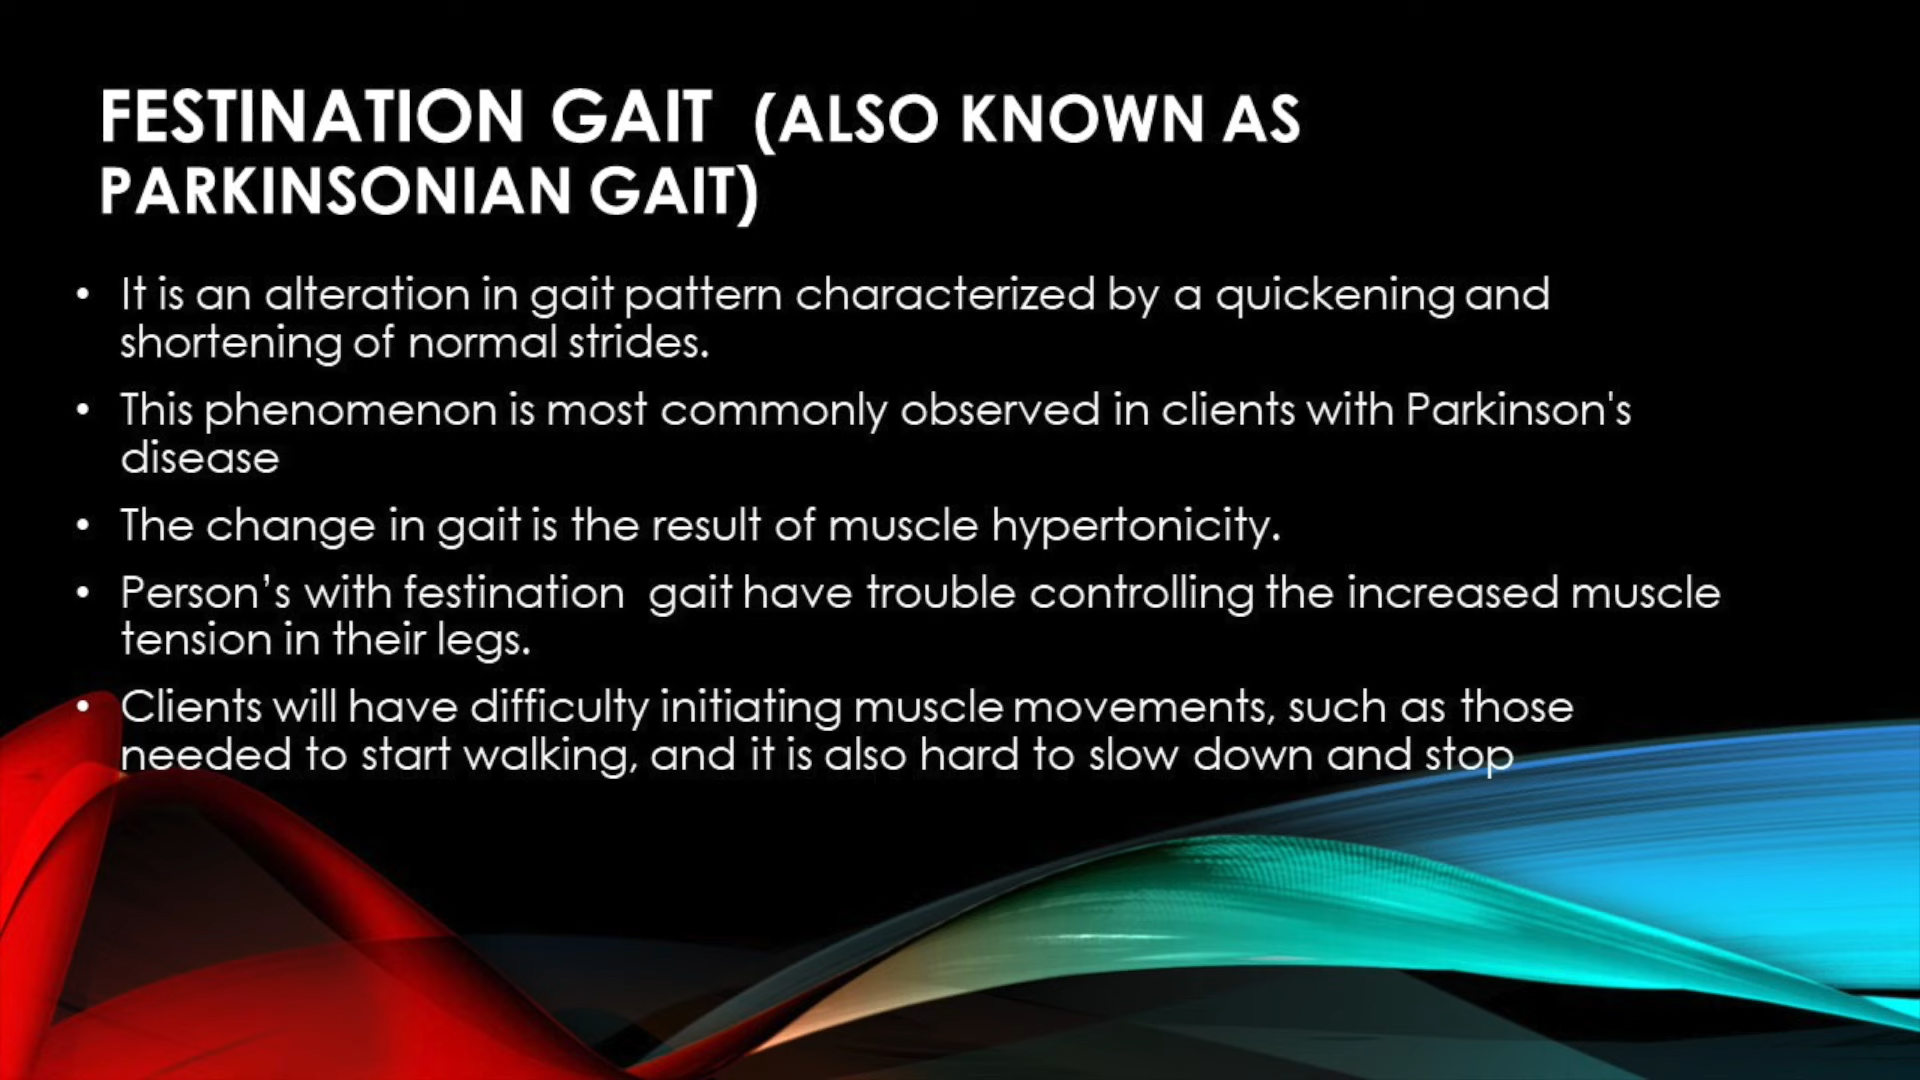 FESTINATION GAIT (ALSO KNOWN AS
PARKINSONIAN GAIT)
• It is an alteration in gait pattern characterized by a quickening and
shortening of normal strides.
• This phenomenon is most commonly observed in clients with Parkinson's
disease
• The change in gait is the result of muscle hypertonicity.
• Person’s with festination gait have trouble controlling the increased muscle
tension in their legs.
• Clients will have difficulty initiating muscle movements, such as those
needed to start walking, and it is also hard to slow down and stop